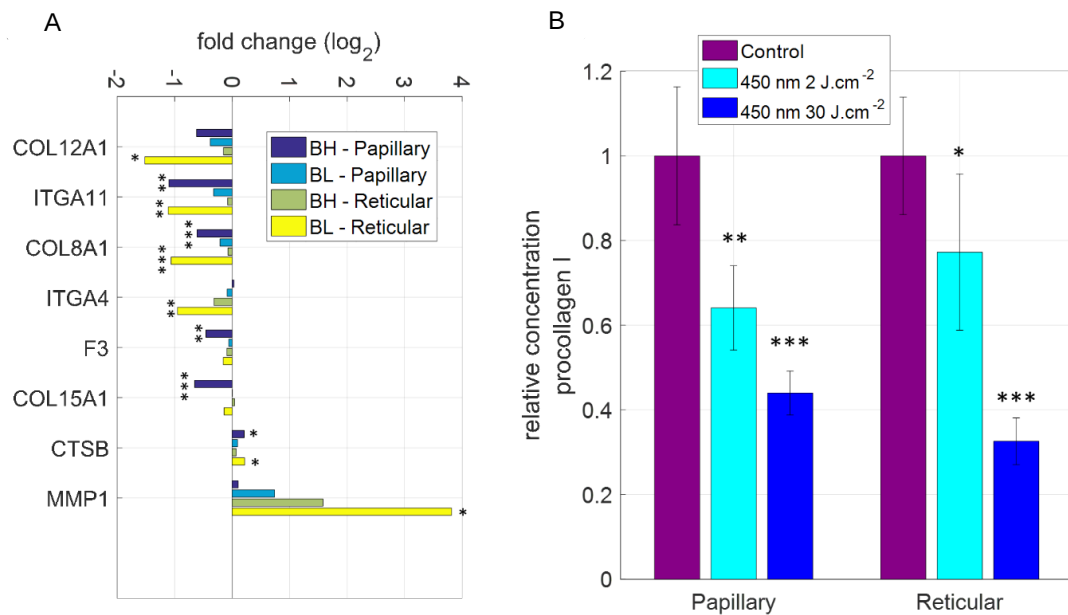 A
fold change (log2)
-2 -1 0 1 2 3 4
COL12A1
ITGA11
COL8A1
ITGA4
F3
COL15A1
CTSB
MMP1
*
**
**
***
***
**
**
***
*
*
*
BH - Papillary
BL - Papillary
BH - Reticular
BL - Reticular
B
Control
450 nm 2 J.cm-2
450 nm 30 J.cm-2
relative concentration
procollagen I
1.2
1
0.8
0.6
0.4
0.2
0
**
***
*
***
Papillary Reticular